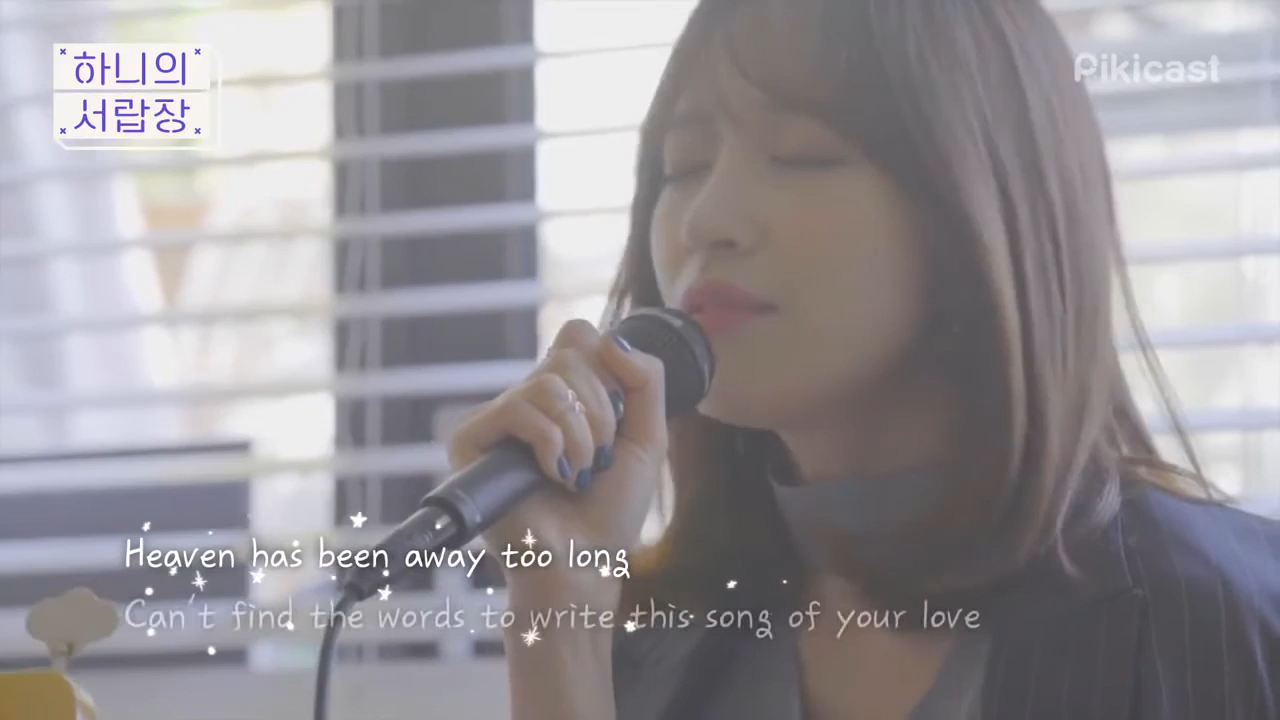 하니의
서랍장
Pikicast
Heaven has been away too long
Can't find the words to write this song of your love